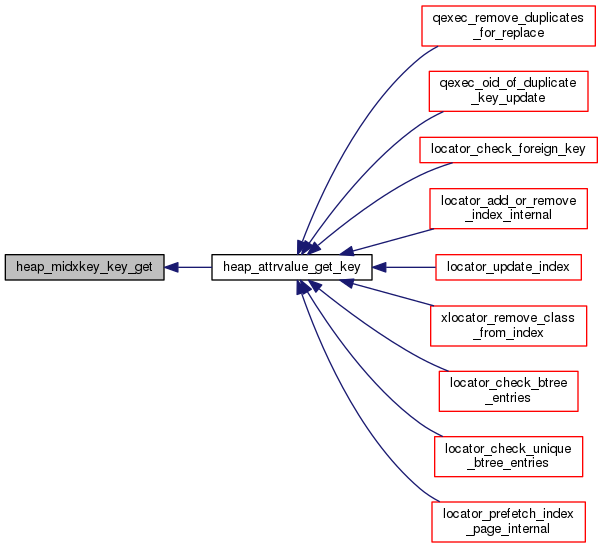 qexec_remove_duplicates
_for_replace
qexec_oid_of_duplicate
_key_update
locator_check_foreign_key
locator_add_or_remove
_index_internal
heap_midxkey_key_get
heap_attrvalue_get_key
locator_update_index
xlocator_remove_class
_from_index
locator_check_btree
_entries
locator_check_unique
_btree_entries
locator_prefetch_index
_page_internal